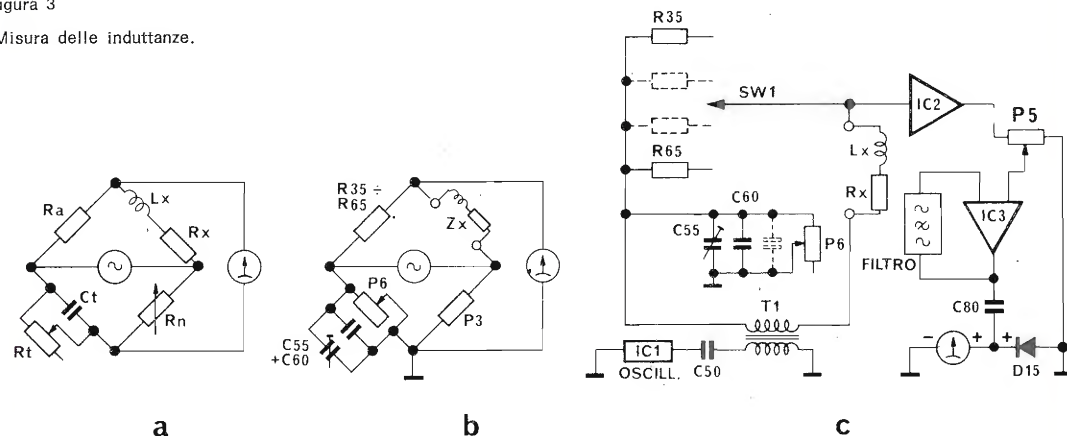 igura 3
Misura delle induttanze.
Ra
Lx
Rx
Ct
Rn
Rt
a
R35 ÷
R65
Zx
P6
C55
+C60
P3
b
R35
SW1
R65
IC2
P5
Lx
Rx
C60
C55
P6
IC3
FILTRO
T1
C80
IC1
OSCILL.
C50
- + +
D15
c